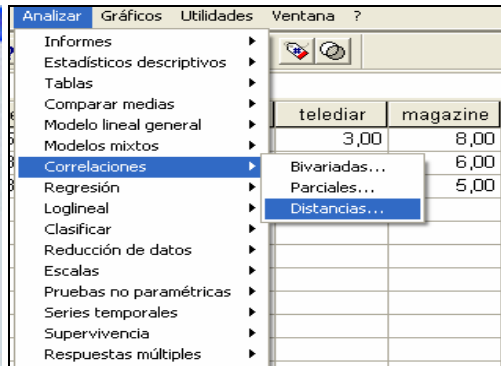 Analizar Gráficos Utilidades Ventana ?
Informes
Estadísticos descriptivos
Tablas
Comparar medias
Modelo lineal general
Modelos mixtos
Correlaciones
Regresión
Loglineal
Clasificar
Reducción de datos
Escalas
Pruebas no paramétricas
Series temporales
Supervivencia
Respuestas múltiples
Bivariadas...
Parciales...
Distancias...
telediar magazine
3,00 8,00
6,00
5,00